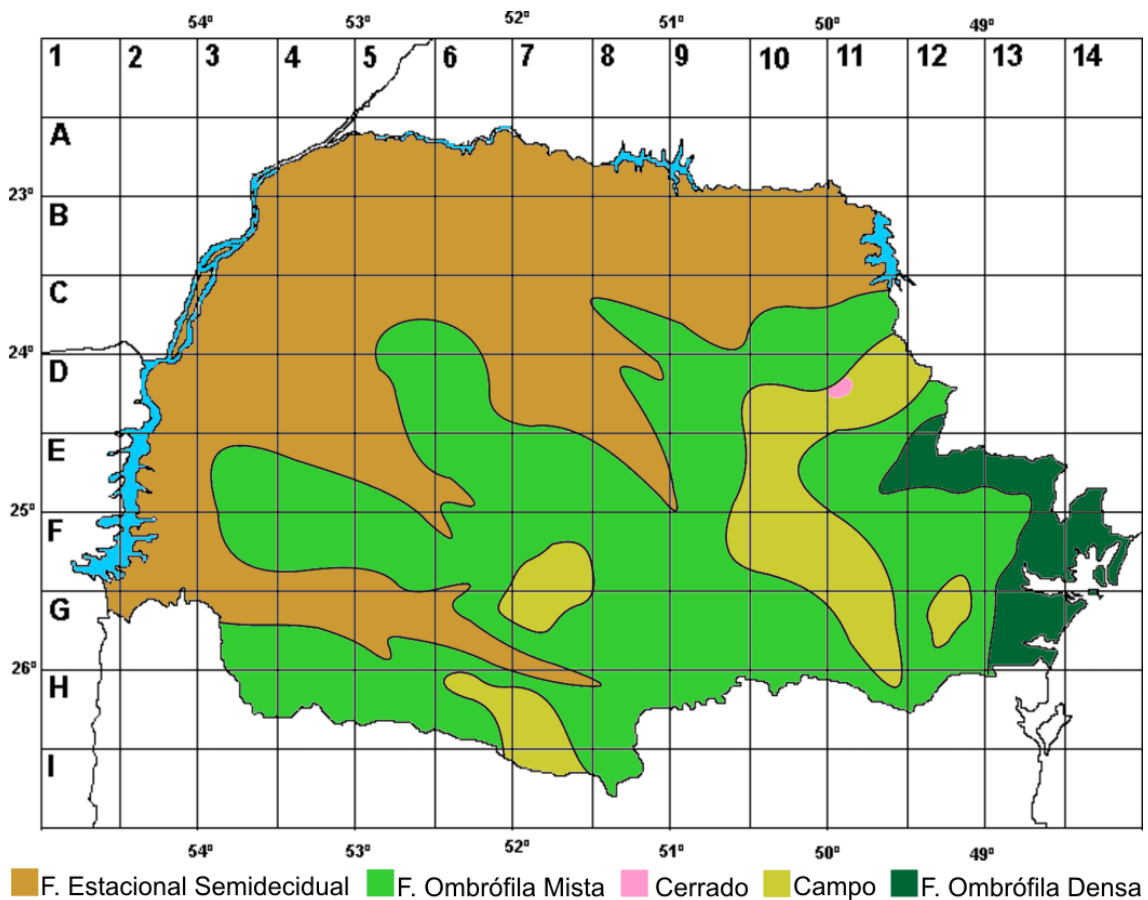 54° 53° 52° 51° 50° 49°
1 2 3 4 5 6 7 8 9 10 11 12 13 14
A
23°
B
C
24°
D
E
25°
F
G
26°
H
I
54° 53° 52° 51° 50° 49°
F. Estacional Semidecidual F. Ombrófila Mista Cerrado Campo F. Ombrófila Densa